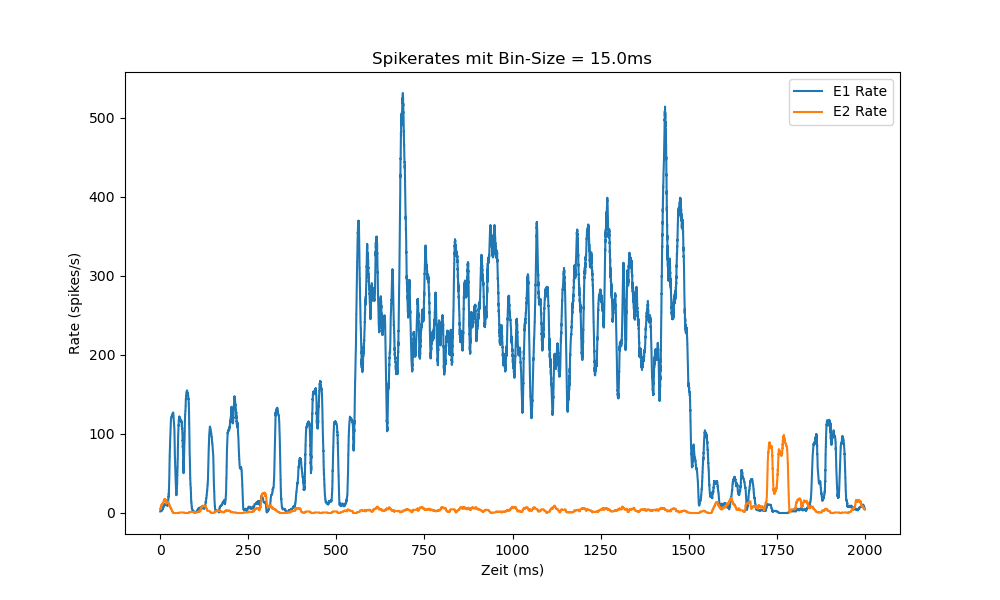 Spikerates mit Bin-Size = 15.0ms
E1 Rate
E2 Rate
500
400
300
200
100
0
Rate (spikes/s)
0 250 500 750 1000 1250 1500 1750 2000
Zeit (ms)